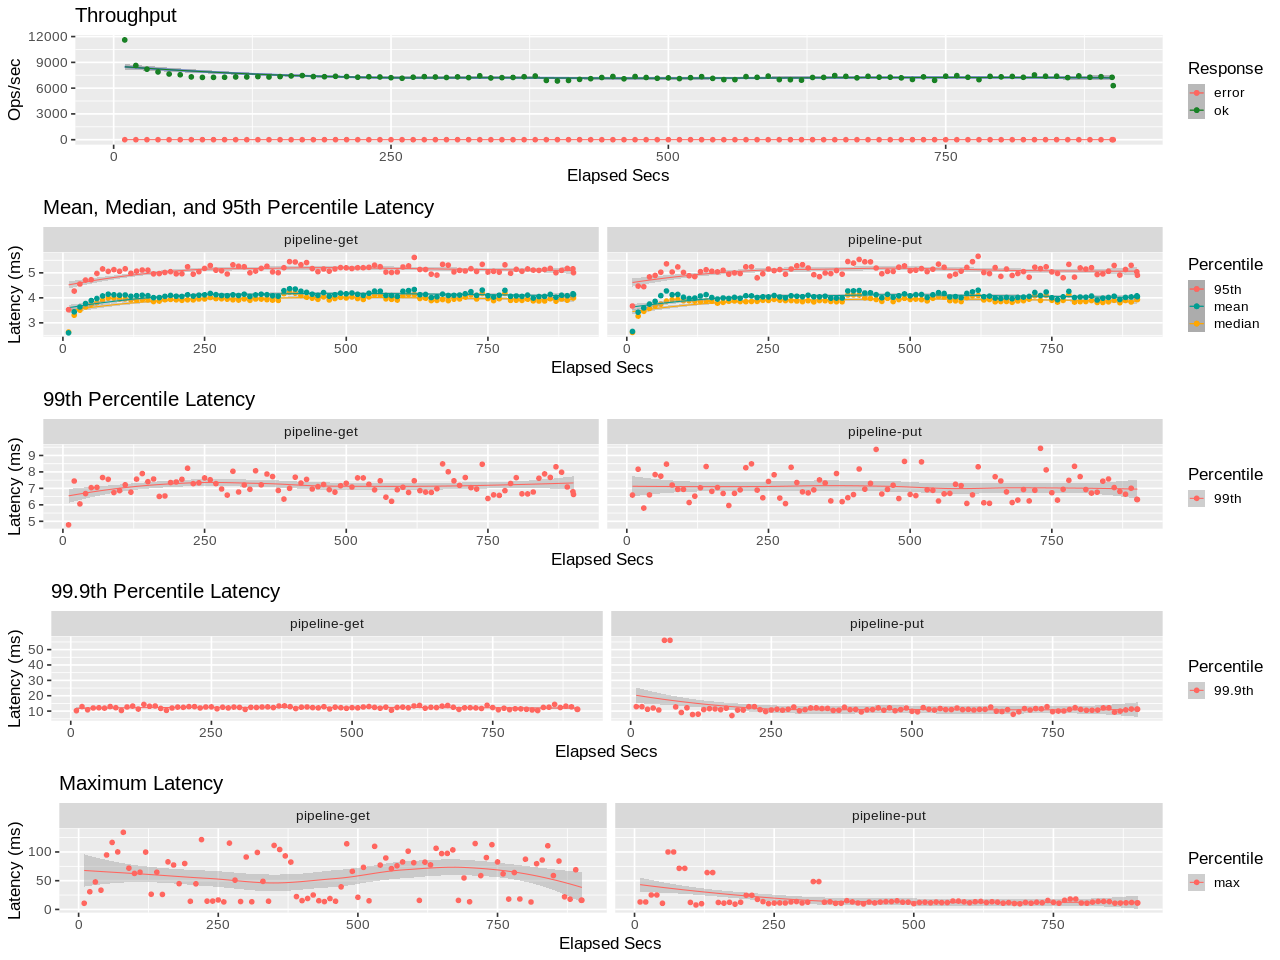 Throughput
12000
9000
6000
3000
0
Ops/sec
0 250 500 750
Elapsed Secs
Response
error
ok
Mean, Median, and 95th Percentile Latency
pipeline-get pipeline-put
5
4
3
Latency (ms)
0 250 500 750 0 250 500 750
Elapsed Secs
Percentile
95th
mean
median
99th Percentile Latency
pipeline-get pipeline-put
9
8
7
6
5
Latency (ms)
0 250 500 750 0 250 500 750
Elapsed Secs
Percentile
99th
99.9th Percentile Latency
pipeline-get pipeline-put
50
40
30
20
10
Latency (ms)
0 250 500 750 0 250 500 750
Elapsed Secs
Percentile
99.9th
Maximum Latency
pipeline-get pipeline-put
100
50
0
Latency (ms)
0 250 500 750 0 250 500 750
Elapsed Secs
Percentile
max